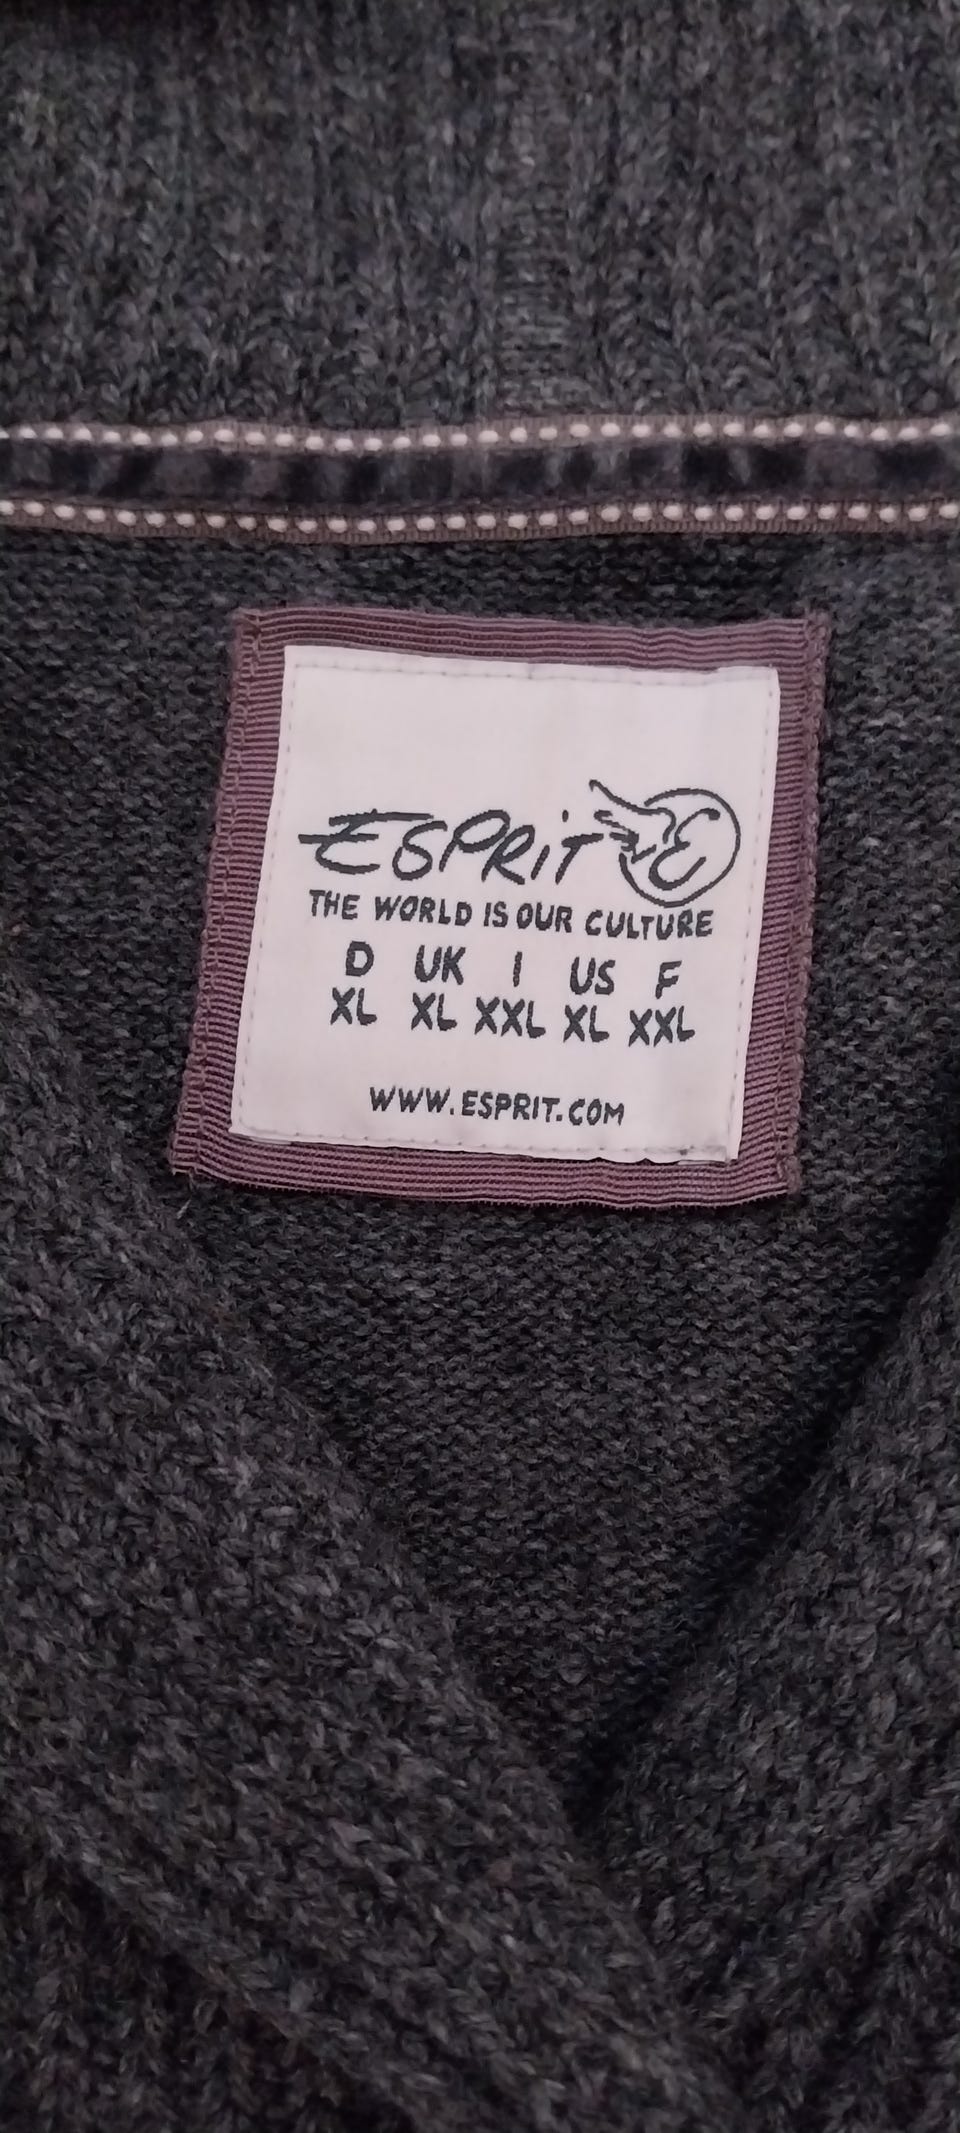 ESPRIT E
THE WORLD IS OUR CULTURE
D UK I US F
XL XL XXL XL XXL
WWW.ESPRIT.COM